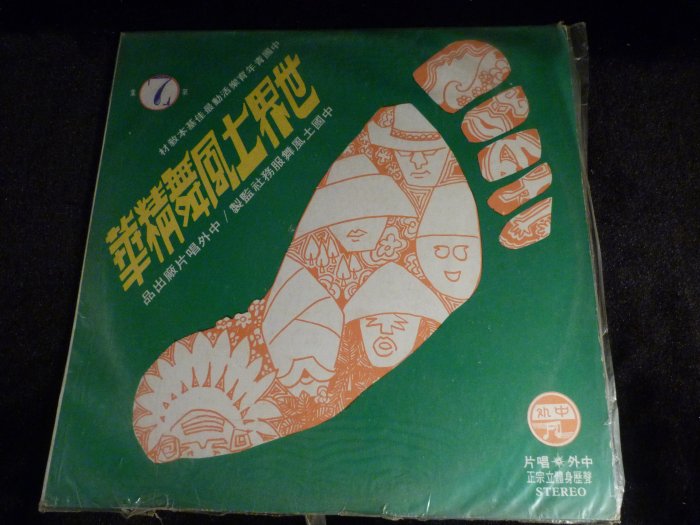 第7集
中國青年育樂活動最佳基本教材
世界土風舞精華
中國土風舞服務社監製/中外唱片廠出品
中外
中外唱片
聲歷身體立宗正
STEREO